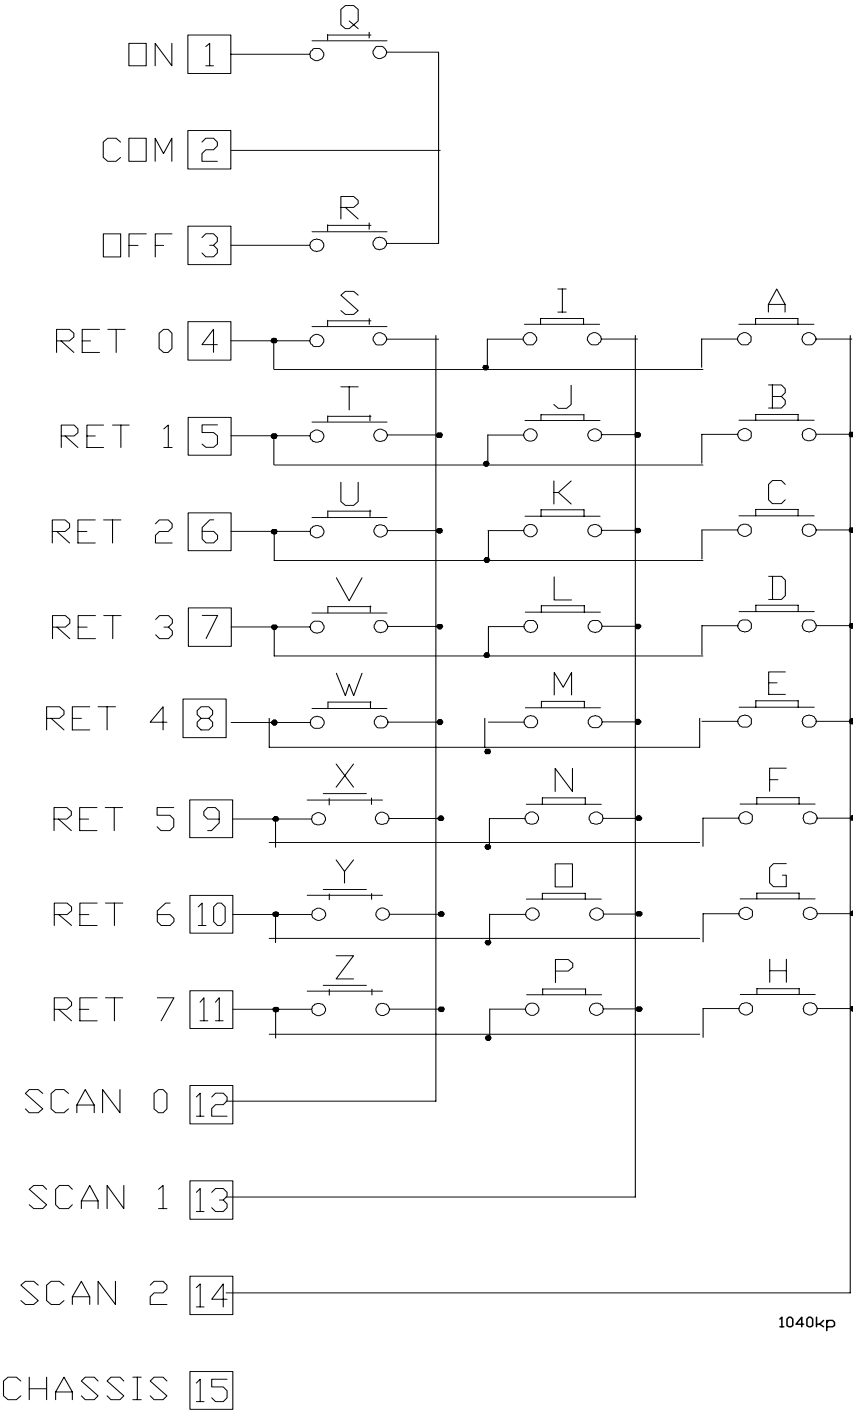 Q
ON 1
COM 2
R
OFF 3
S I A
RET 0 4
T J B
RET 1 5
U K C
RET 2 6
V L D
RET 3 7
W M E
RET 4 8
X N F
RET 5 9
Y O G
RET 6 10
Z P H
RET 7 11
SCAN 0 12
SCAN 1 13
SCAN 2 14
1040kp
CHASSIS 15